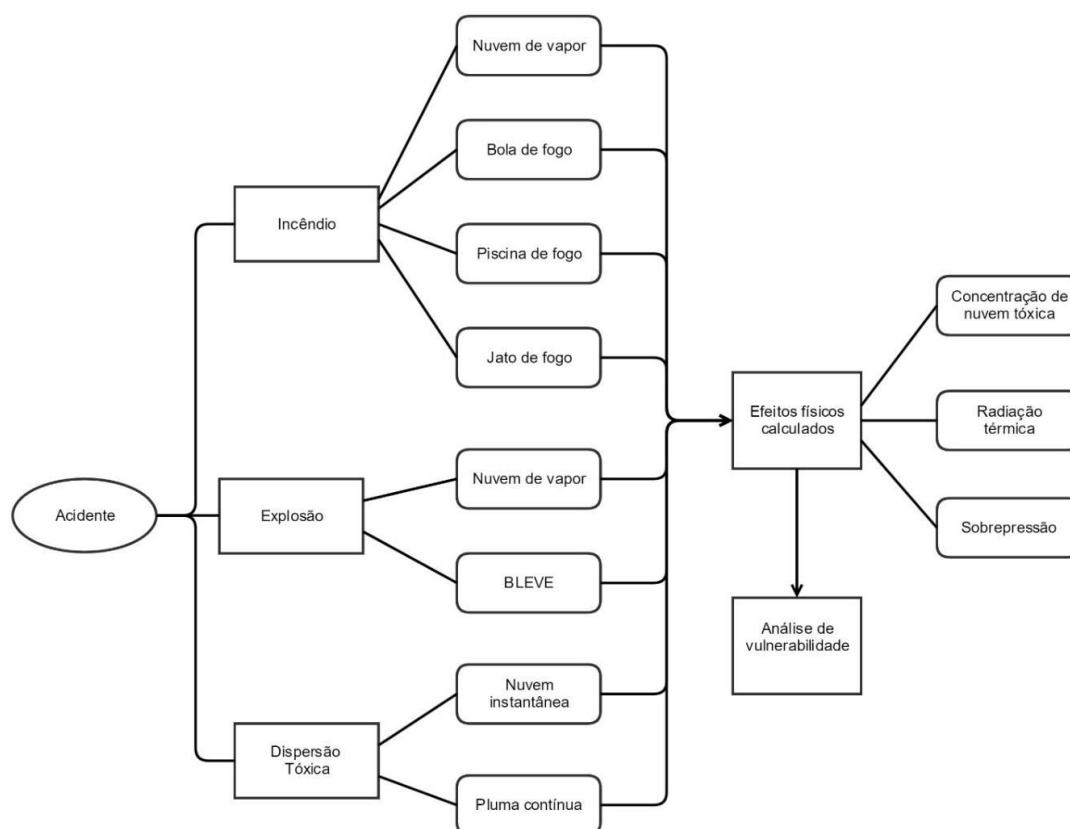 Nuvem de vapor
Bola de fogo
Incêndio
Piscina de fogo
Jato de fogo
Acidente
Explosão
Nuvem de vapor
BLEVE
Dispersão
Tóxica
Nuvem
instantânea
Pluma contínua
Efeitos físicos
calculados
Concentração de
nuvem tóxica
Radiação
térmica
Sobrepressão
Análise de
vulnerabilidade